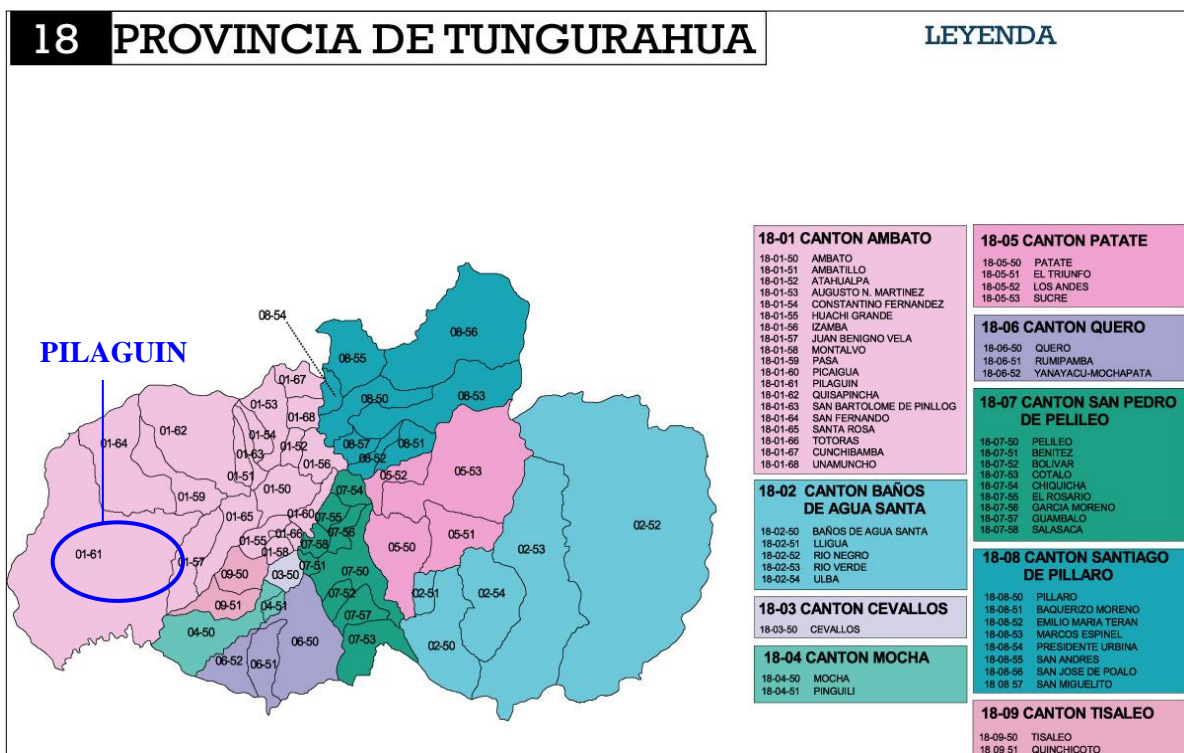 18 PROVINCIA DE TUNGURAHUA
LEYENDA
PILAGUIN
08-54
08-56
08-55
01-67
08-50
08-53
01-53
01-68
01-62
01-64
01-54
01-52
08-57
08-51
01-63
08-52
01-56
05-53
01-51
05-52
01-59
01-50
07-54
01-65
01-60
07-55
02-52
01-66
07-56
05-51
01-55
07-58
05-50
02-53
01-61
01-58
01-57
07-51
09-50
03-50
07-50
02-51
02-54
07-52
09-51
04-51
07-57
04-50
06-50
07-53
02-50
06-52
06-51
18-01 CANTON AMBATO
18-01-50 AMBATO
18-01-51 AMBATILLO
18-01-52 ATAHUALPA
18-01-53 AUGUSTO N. MARTINEZ
18-01-54 CONSTANTINO FERNANDEZ
18-01-55 HUACHI GRANDE
18-01-56 IZAMBA
18-01-57 JUAN BENIGNO VELA
18-01-58 MONTALVO
18-01-59 PASA
18-01-60 PICAIGUA
18-01-61 PILAGUIN
18-01-62 QUISAPINCHA
18-01-63 SAN BARTOLOME DE PINLLOG
18-01-64 SAN FERNANDO
18-01-65 SANTA ROSA
18-01-66 TOTORAS
18-01-67 CUNCHIBAMBA
18-01-68 UNAMUNCHO
18-02 CANTON BAÑOS
DE AGUA SANTA
18-02-50 BAÑOS DE AGUA SANTA
18-02-51 LLIGUA
18-02-52 RIO NEGRO
18-02-53 RIO VERDE
18-02-54 ULBA
18-03 CANTON CEVALLOS
18-03-50 CEVALLOS
18-04 CANTON MOCHA
18-04-50 MOCHA
18-04-51 PINGUILI
18-05 CANTON PATATE
18-05-50 PATATE
18-05-51 EL TRIUNFO
18-05-52 LOS ANDES
18-05-53 SUCRE
18-06 CANTON QUERO
18-06-50 QUERO
18-06-51 RUMIPAMBA
18-06-52 YANAYACU-MOCHAPATA
18-07 CANTON SAN PEDRO
DE PELILEO
18-07-50 PELILEO
18-07-51 BENITEZ
18-07-52 BOLIVAR
18-07-53 COTALO
18-07-54 CHIQUICHA
18-07-55 EL ROSARIO
18-07-56 GARCIA MORENO
18-07-57 GUAMBALO
18-07-58 SALASACA
18-08 CANTON SANTIAGO
DE PILLARO
18-08-50 PILLARO
18-08-51 BAQUERIZO MORENO
18-08-52 EMILIO MARIA TERAN
18-08-53 MARCOS ESPINEL
18-08-54 PRESIDENTE URBINA
18-08-55 SAN ANDRES
18-08-56 SAN JOSE DE POALO
18 08 57 SAN MIGUELITO
18-09 CANTON TISALEO
18-09-50 TISALEO
18 09 51 QUINCHICOTO